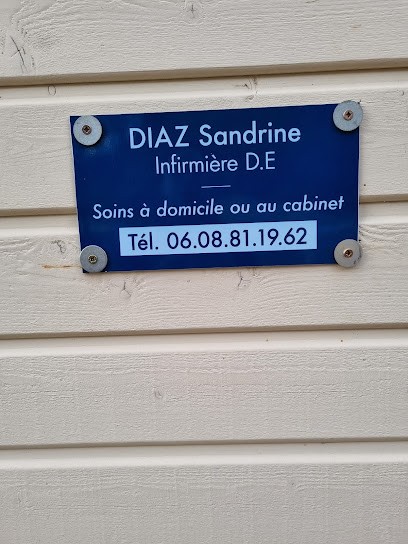 DIAZ Sandrine
Infirmière D.E
Soins à domicile ou au cabinet
Tél. 06.08.81.19.62